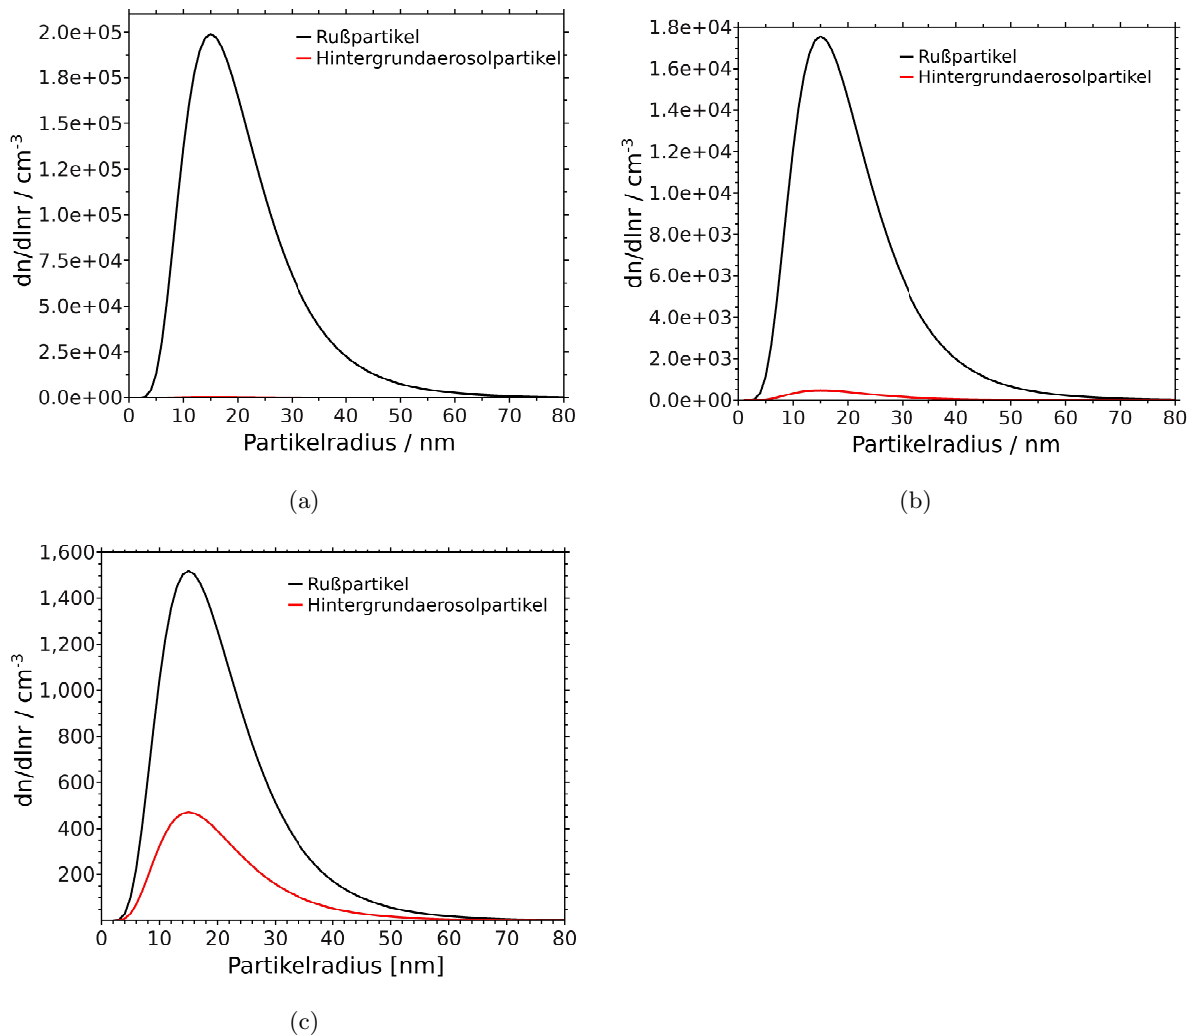 2.0e+05
1.8e+05
1.5e+05
1.2e+05
1.0e+05
7.5e+04
5.0e+04
2.5e+04
0.0e+00
dn/dlnr / cm-3
Rußpartikel
Hintergrundaerosolpartikel
0 10 20 30 40 50 60 70 80
Partikelradius / nm
(a)
1.8e+04
1.6e+04
1.4e+04
1.2e+04
1.0e+04
8.0e+03
6.0e+03
4.0e+03
2.0e+03
0.0e+00
dn/dlnr / cm-3
Rußpartikel
Hintergrundaerosolpartikel
0 10 20 30 40 50 60 70 80
Partikelradius / nm
(b)
1,600
1,400
1,200
1,000
800
600
400
200
dn/dlnr / cm-3
Rußpartikel
Hintergrundaerosolpartikel
0 10 20 30 40 50 60 70 80
Partikelradius [nm]
(c)